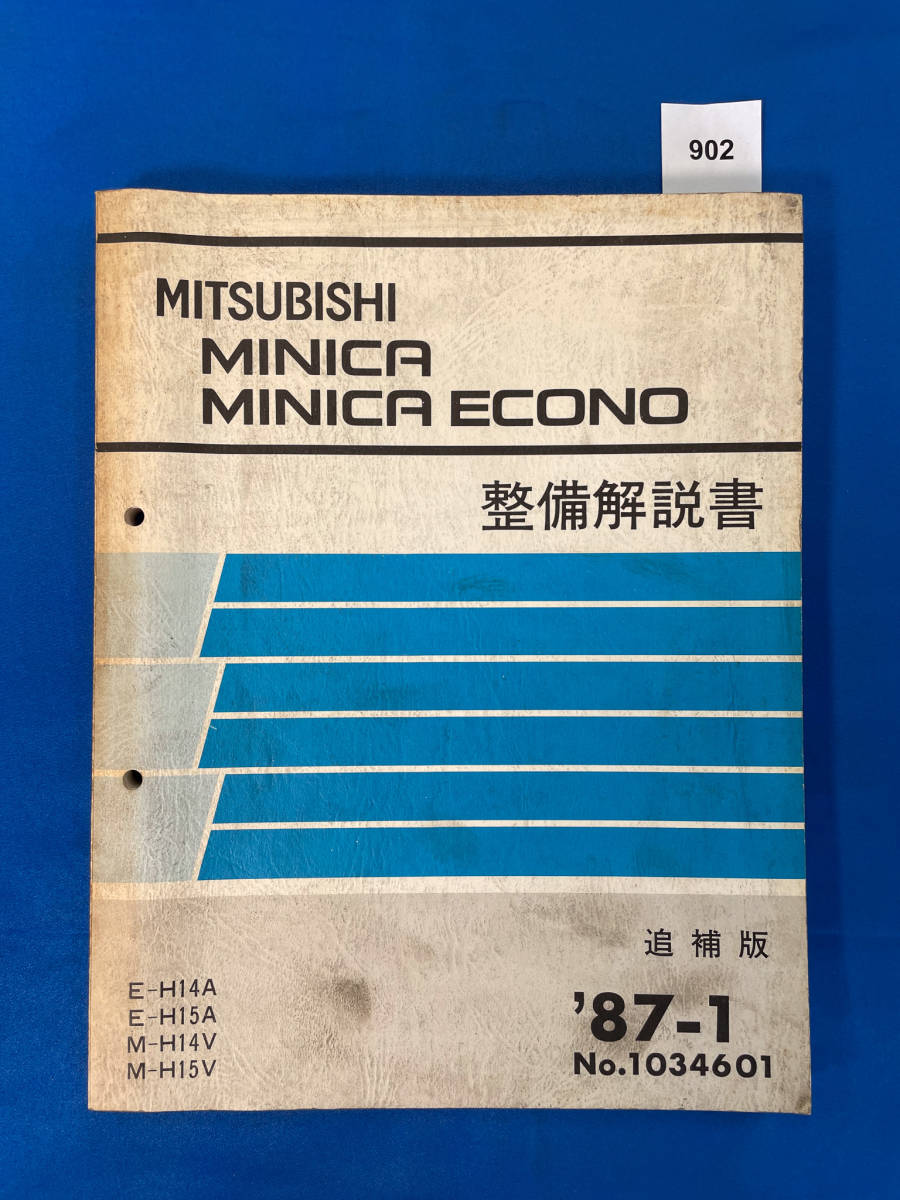 902
MITSUBISHI
MINICA
MINICA ECONO
整備解説書
追補版
E-H14A
E-H15A
M-H14V
M-H15V
'87-1
No.1034601